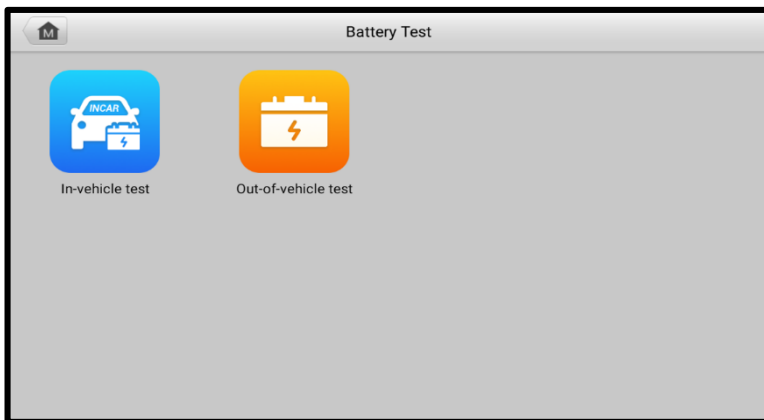 M
Battery Test
INCAR
In-vehicle test
Out-of-vehicle test